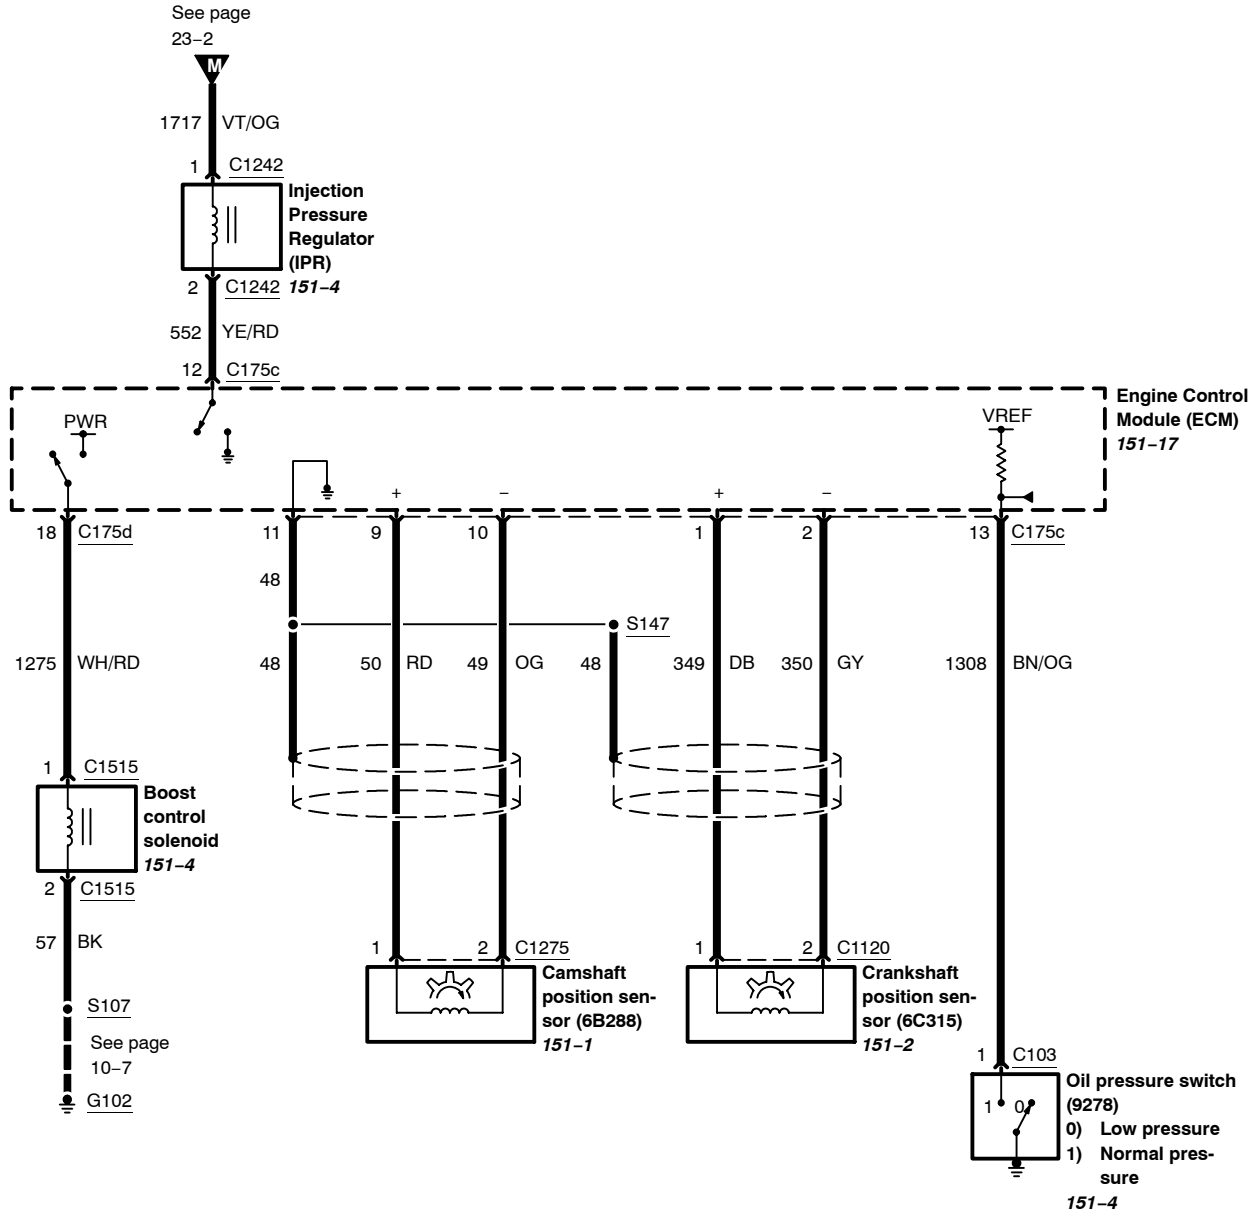 See page
23–2
M
1717 VT/OG
1 C1242
Injection
Pressure
Regulator
(IPR)
151–4
2 C1242
552 YE/RD
12 C175c
Engine Control
Module (ECM)
151–17
PWR
VREF
+ – + –
18 C175d 11 9 10 1 2 13 C175c
48
S147
1275 WH/RD 48 50 RD 49 OG 48 349 DB 350 GY 1308 BN/OG
1 C1515
Boost
control
solenoid
151–4
2 C1515
57 BK
S107
See page
10–7
G102
1 2 C1275
Camshaft
position sen-
sor (6B288)
151–1
1 2 C1120
Crankshaft
position sen-
sor (6C315)
151–2
1 C103
1 0
Oil pressure switch
(9278)
0) Low pressure
1) Normal pres-
sure
151–4